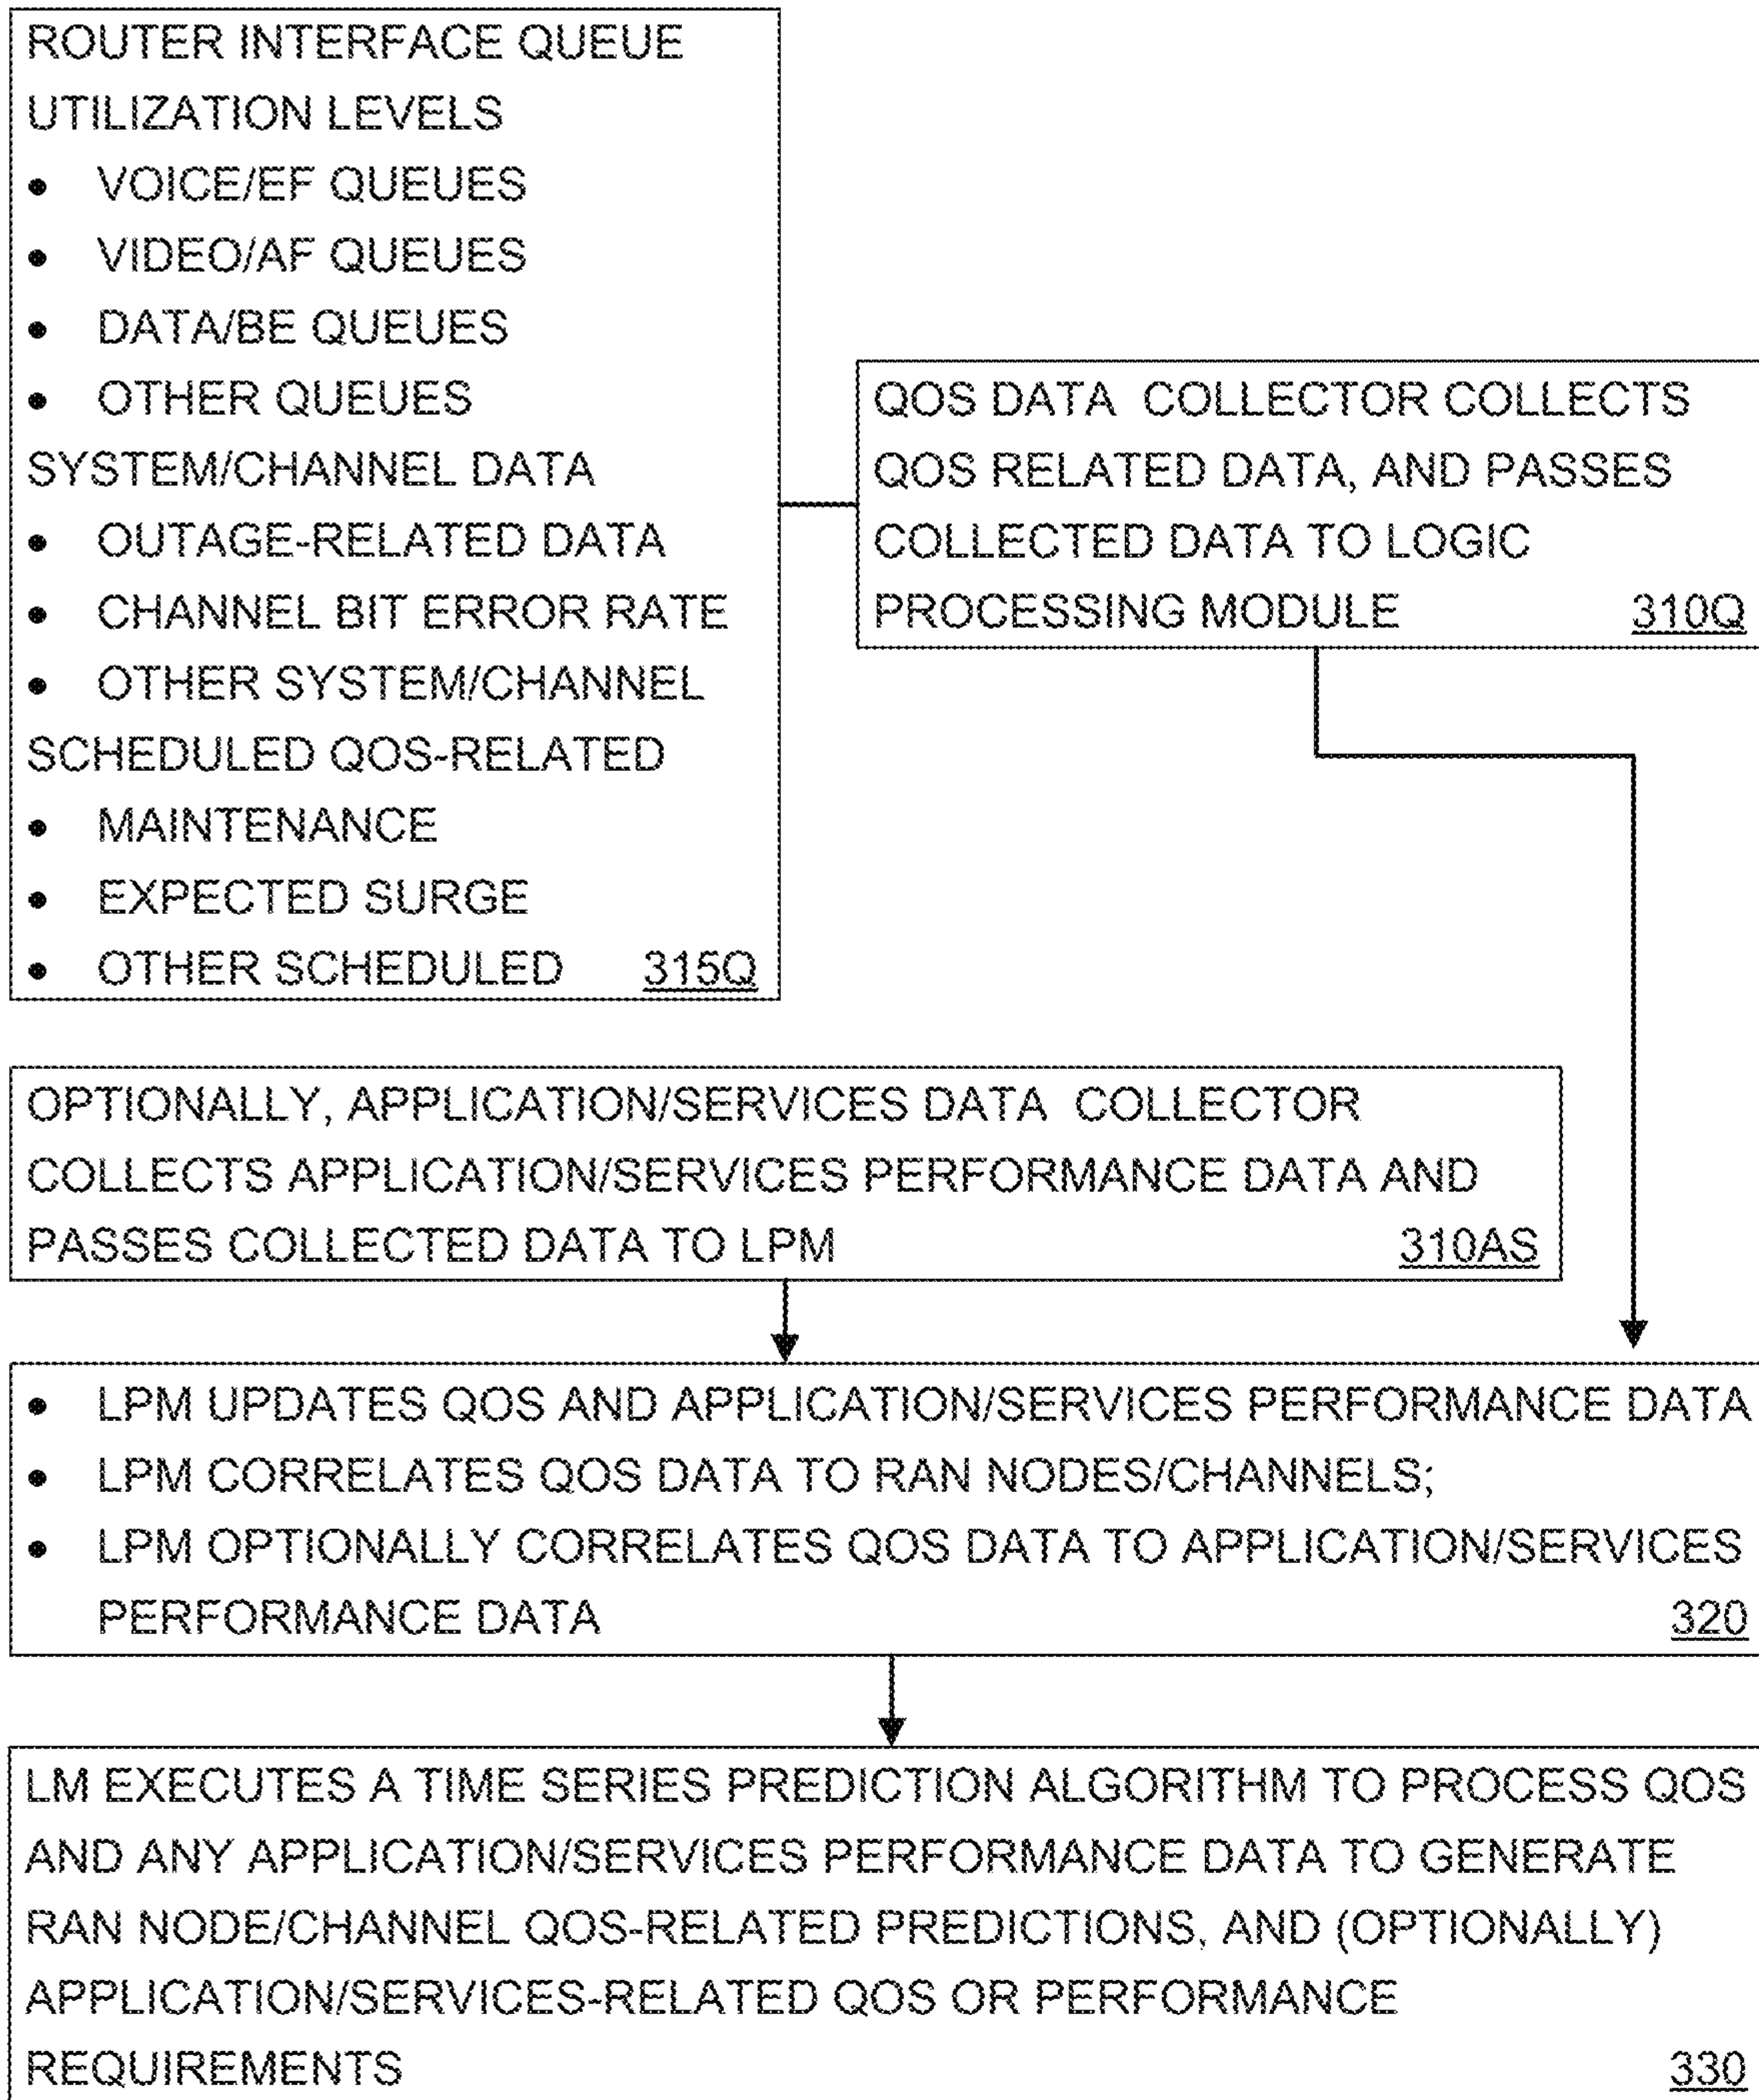 ROUTER INTERFACE QUEUE
UTILIZATION LEVELS
• VOICE/EF QUEUES
• VIDEO/AF QUEUES
• DATA/BE QUEUES
• OTHER QUEUES
SYSTEM/CHANNEL DATA
• OUTAGE-RELATED DATA
• CHANNEL BIT ERROR RATE
• OTHER SYSTEM/CHANNEL
SCHEDULED QOS-RELATED
• MAINTENANCE
• EXPECTED SURGE
• OTHER SCHEDULED 315Q
QOS DATA COLLECTOR COLLECTS
QOS RELATED DATA, AND PASSES
COLLECTED DATA TO LOGIC
PROCESSING MODULE 310Q
OPTIONALLY, APPLICATION/SERVICES DATA COLLECTOR
COLLECTS APPLICATION/SERVICES PERFORMANCE DATA AND
PASSES COLLECTED DATA TO LPM 310AS
• LPM UPDATES QOS AND APPLICATION/SERVICES PERFORMANCE DATA
• LPM CORRELATES QOS DATA TO RAN NODES/CHANNELS;
• LPM OPTIONALLY CORRELATES QOS DATA TO APPLICATION/SERVICES
PERFORMANCE DATA 320
LM EXECUTES A TIME SERIES PREDICTION ALGORITHM TO PROCESS QOS
AND ANY APPLICATION/SERVICES PERFORMANCE DATA TO GENERATE
RAN NODE/CHANNEL QOS-RELATED PREDICTIONS, AND (OPTIONALLY)
APPLICATION/SERVICES-RELATED QOS OR PERFORMANCE
REQUIREMENTS 330